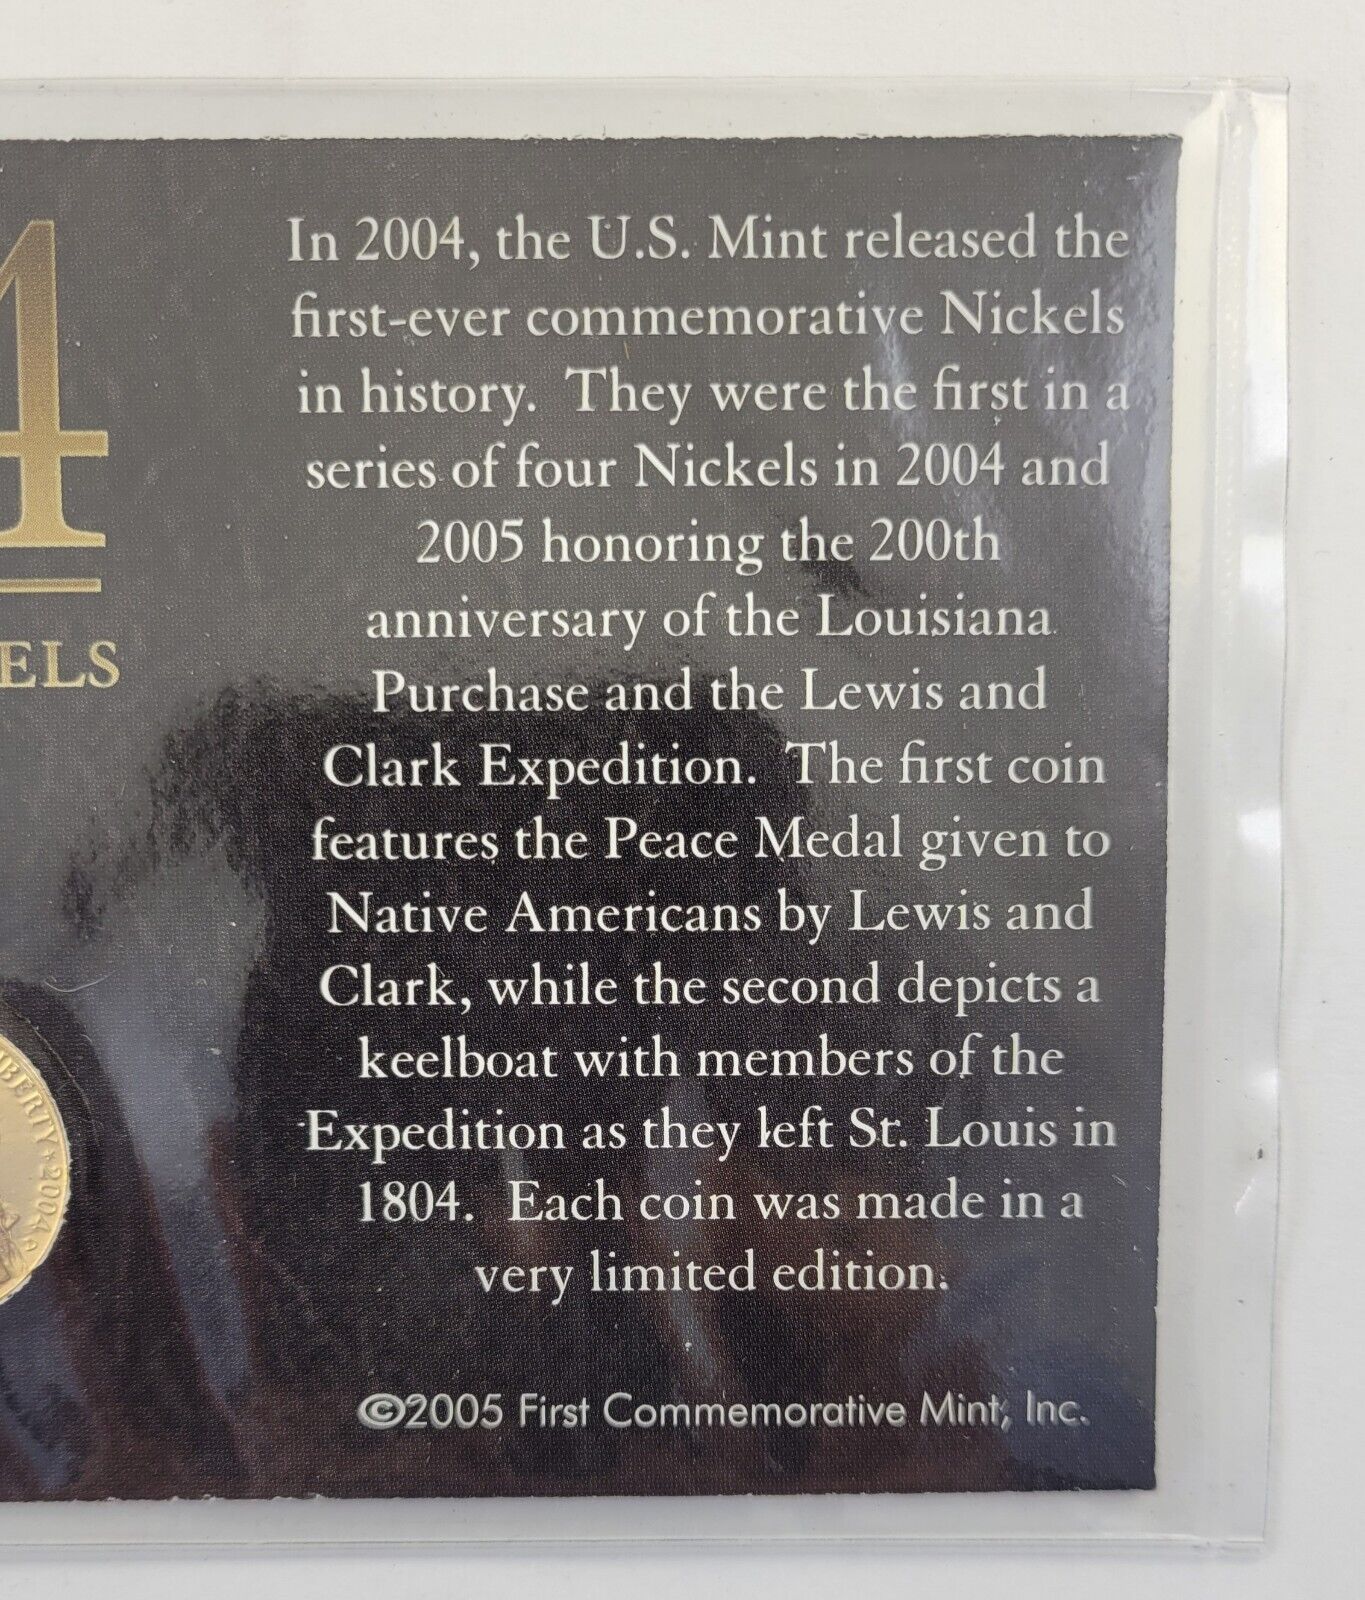 4
ELS
In 2004, the U.S. Mint released the
first-ever commemorative Nickels
in history. They were the first in a
series of four Nickels in 2004 and
2005 honoring the 200th
anniversary of the Louisiana
Purchase and the Lewis and
Clark Expedition. The first coin
features the Peace Medal given to
Native Americans by Lewis and
Clark, while the second depicts a
keelboat with members of the
Expedition as they left St. Louis in
1804. Each coin was made in a
very limited edition.
©2005 First Commemorative Mint, Inc.
BERTY ★ 2004 P